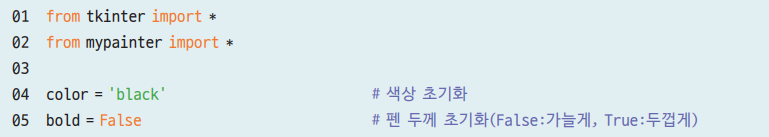 01 from tkinter import *
02 from mypainter import *
03
04 color = 'black' # 색상 초기화
05 bold = False # 펜 두께 초기화(False:가늘게, True:두껍게)